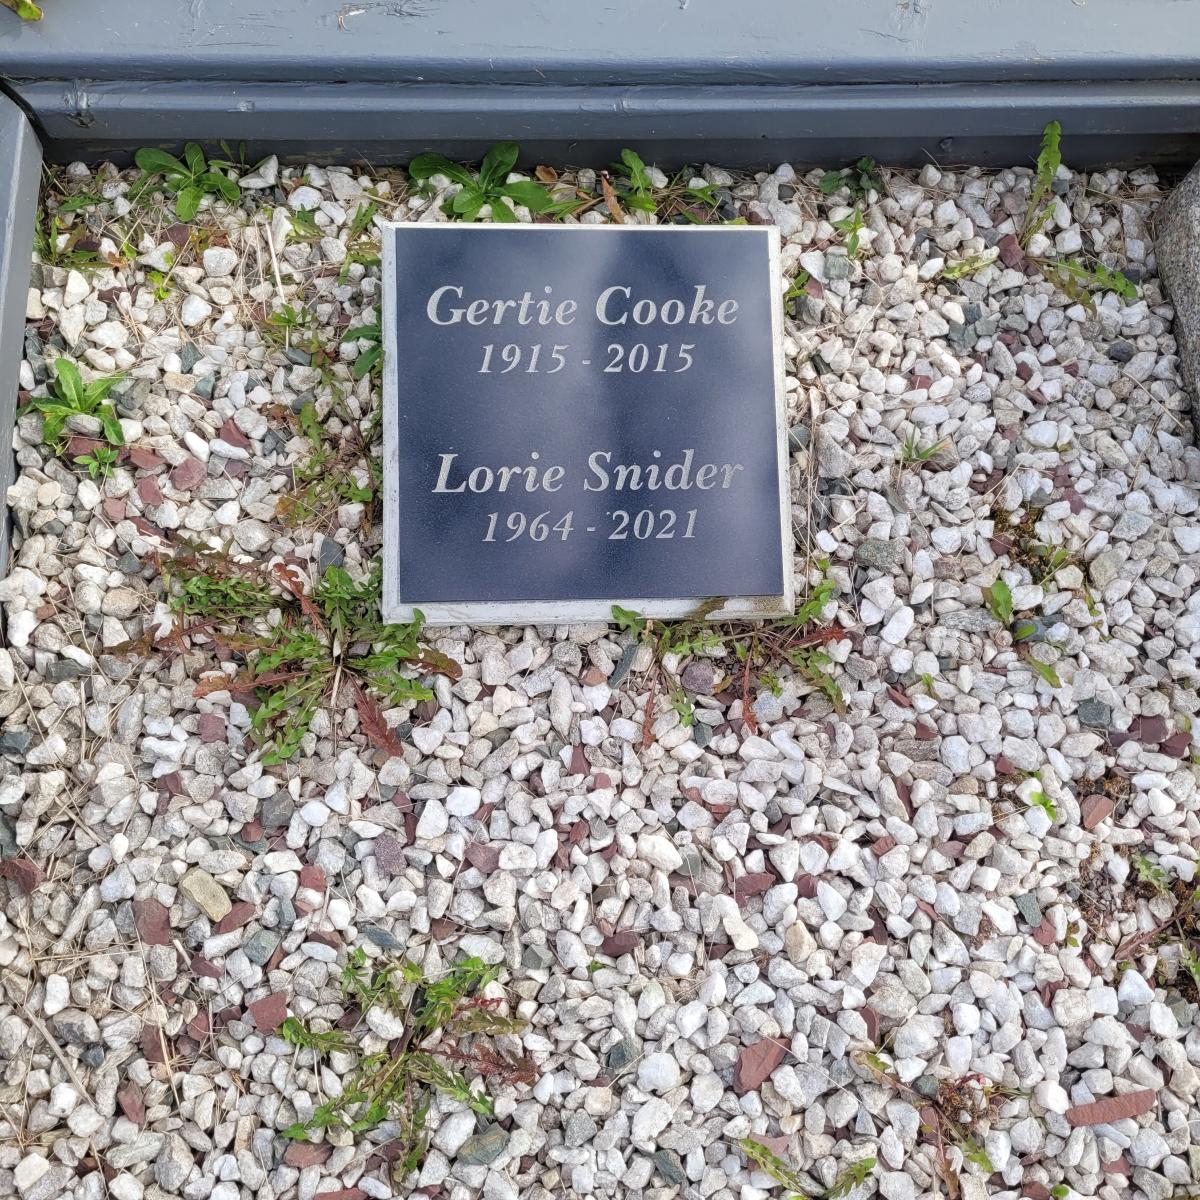 Gertie Cooke
1915 - 2015
Lorie Snider
1964 - 2021